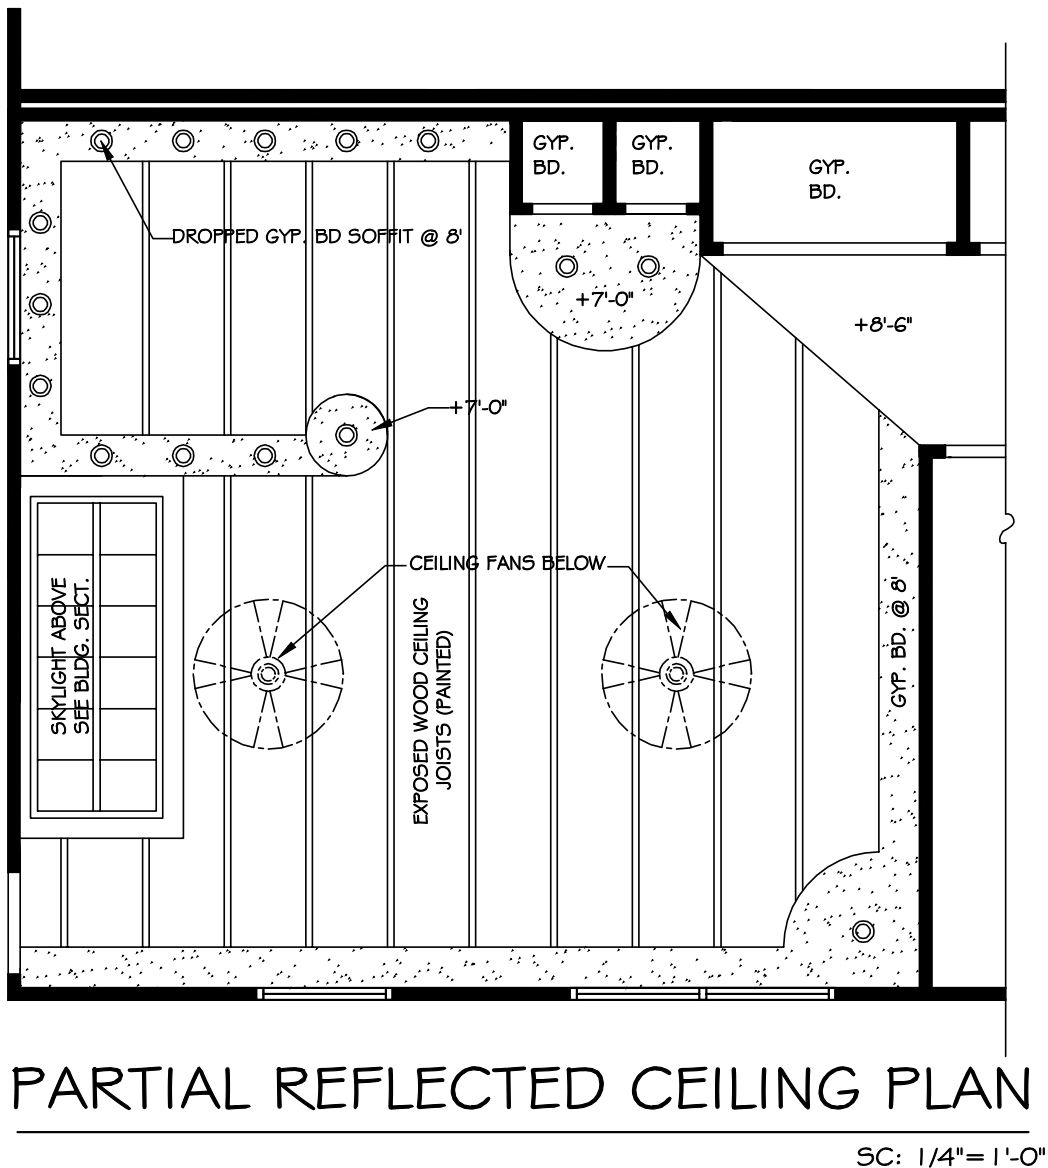 GYP.
BD.
GYP.
BD.
GYP.
BD.
DROPPED GYP. BD SOFFIT @ 8'
+7'-0"
+8'-6"
+7'-0"
CEILING FANS BELOW
SKYLIGHT ABOVE
SEE BLDG. SECT.
EXPOSED WOOD CEILING
JOISTS (PAINTED)
GYP. BD. @ 8'
PARTIAL REFLECTED CEILING PLAN
SC: 1/4"=1'-0"